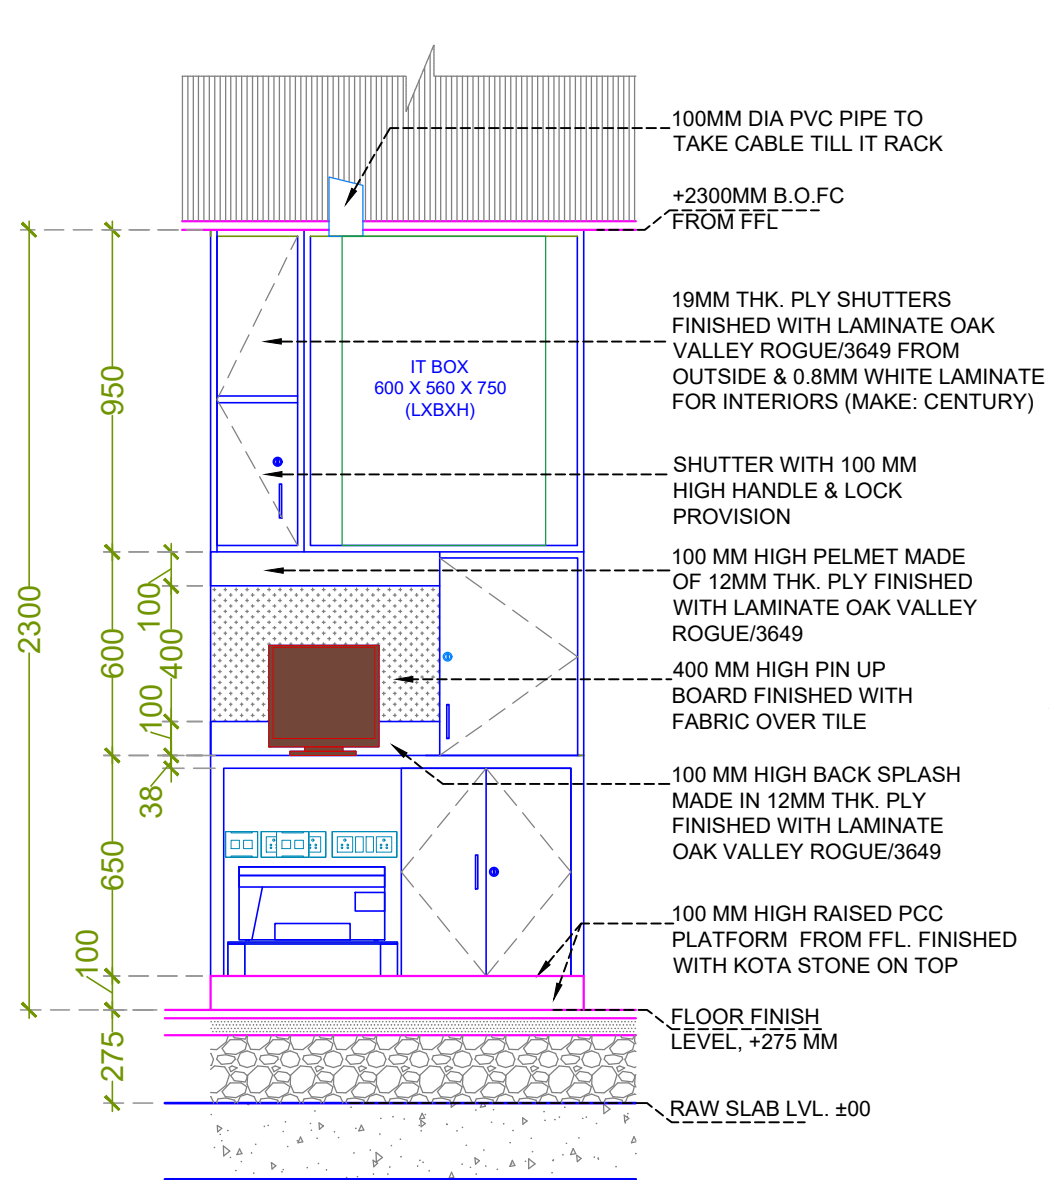 100MM DIA PVC PIPE TO
TAKE CABLE TILL IT RACK
+2300MM B.O.FC
FROM FFL
19MM THK. PLY SHUTTERS
FINISHED WITH LAMINATE OAK
VALLEY ROGUE/3649 FROM
OUTSIDE & 0.8MM WHITE LAMINATE
FOR INTERIORS (MAKE: CENTURY)
IT BOX
600 X 560 X 750
(LXBXH)
SHUTTER WITH 100 MM
HIGH HANDLE & LOCK
PROVISION
100 MM HIGH PELMET MADE
OF 12MM THK. PLY FINISHED
WITH LAMINATE OAK VALLEY
ROGUE/3649
400 MM HIGH PIN UP
BOARD FINISHED WITH
FABRIC OVER TILE
100 MM HIGH BACK SPLASH
MADE IN 12MM THK. PLY
FINISHED WITH LAMINATE
OAK VALLEY ROGUE/3649
100 MM HIGH RAISED PCC
PLATFORM FROM FFL. FINISHED
WITH KOTA STONE ON TOP
FLOOR FINISH
LEVEL, +275 MM
RAW SLAB LVL. ±00
2300
950
600
650
100
275
100
400
100
38